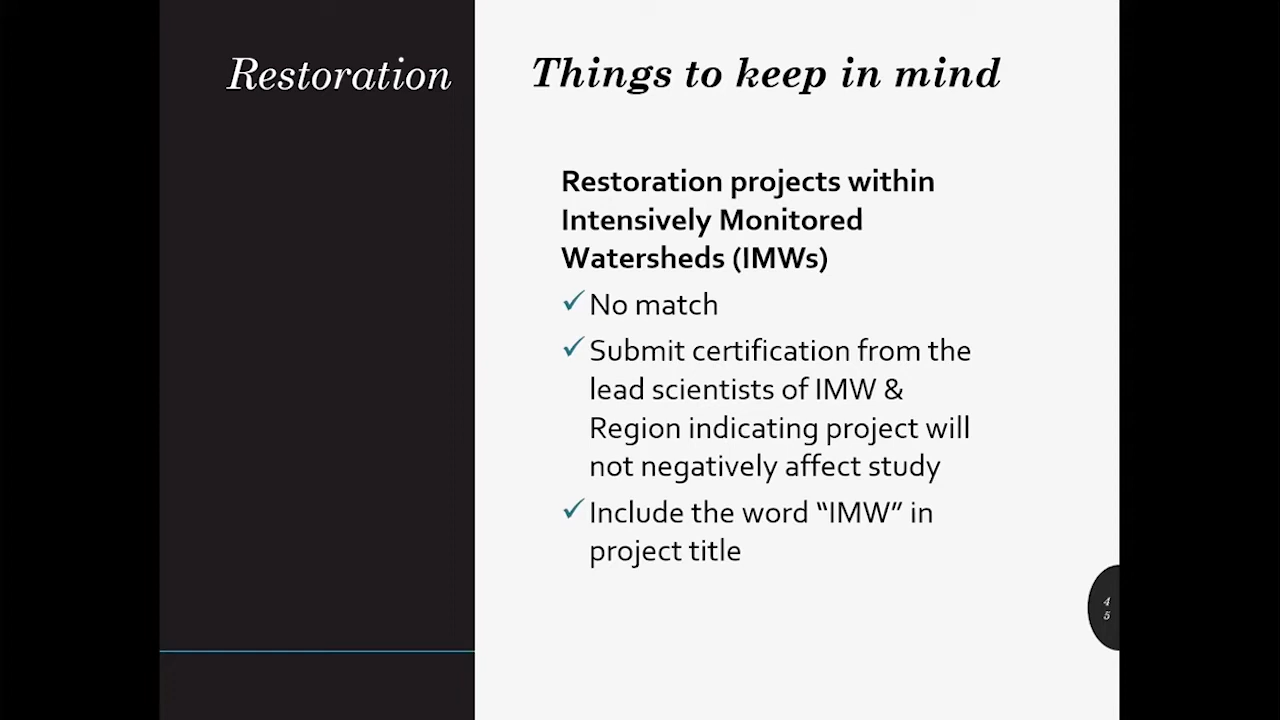 Restoration
Things to keep in mind
Restoration projects within
Intensively Monitored
Watersheds (IMWs)
✓ No match
✓ Submit certification from the
lead scientists of IMW &
Region indicating project will
not negatively affect study
✓ Include the word “IMW” in
project title
4
5